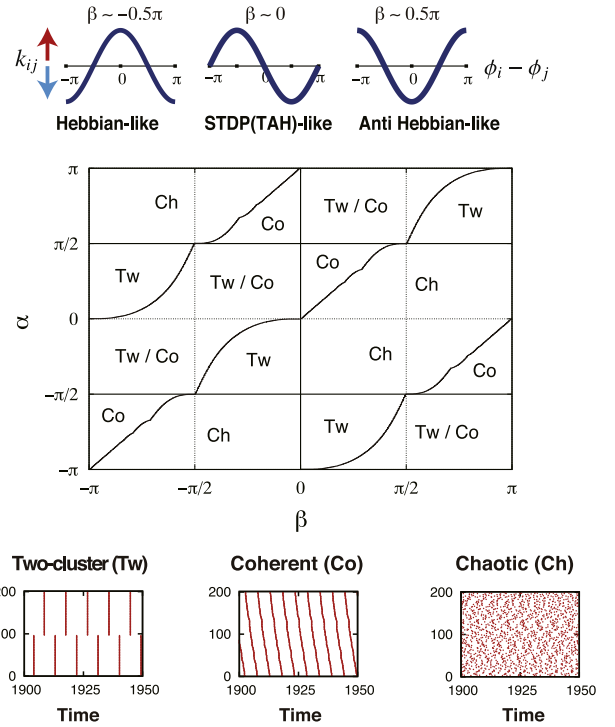 β ~ −0.5π β ~ 0 β ~ 0.5π
k_ij −π 0 π −π 0 π −π 0 π ϕ_i − ϕ_j
Hebbian-like STDP(TAH)-like Anti Hebbian-like
π
Ch Tw / Co Tw
Co
π/2
Tw Tw / Co Co Ch
α 0
Tw / Co Tw Ch Co
−π/2
Co Ch Tw Tw / Co
−π
−π −π/2 0 π/2 π
β
Two-cluster (Tw) Coherent (Co) Chaotic (Ch)
200 200 200
100 100 100
0 0 0
1900 1925 1950 1900 1925 1950 1900 1925 1950
Time Time Time